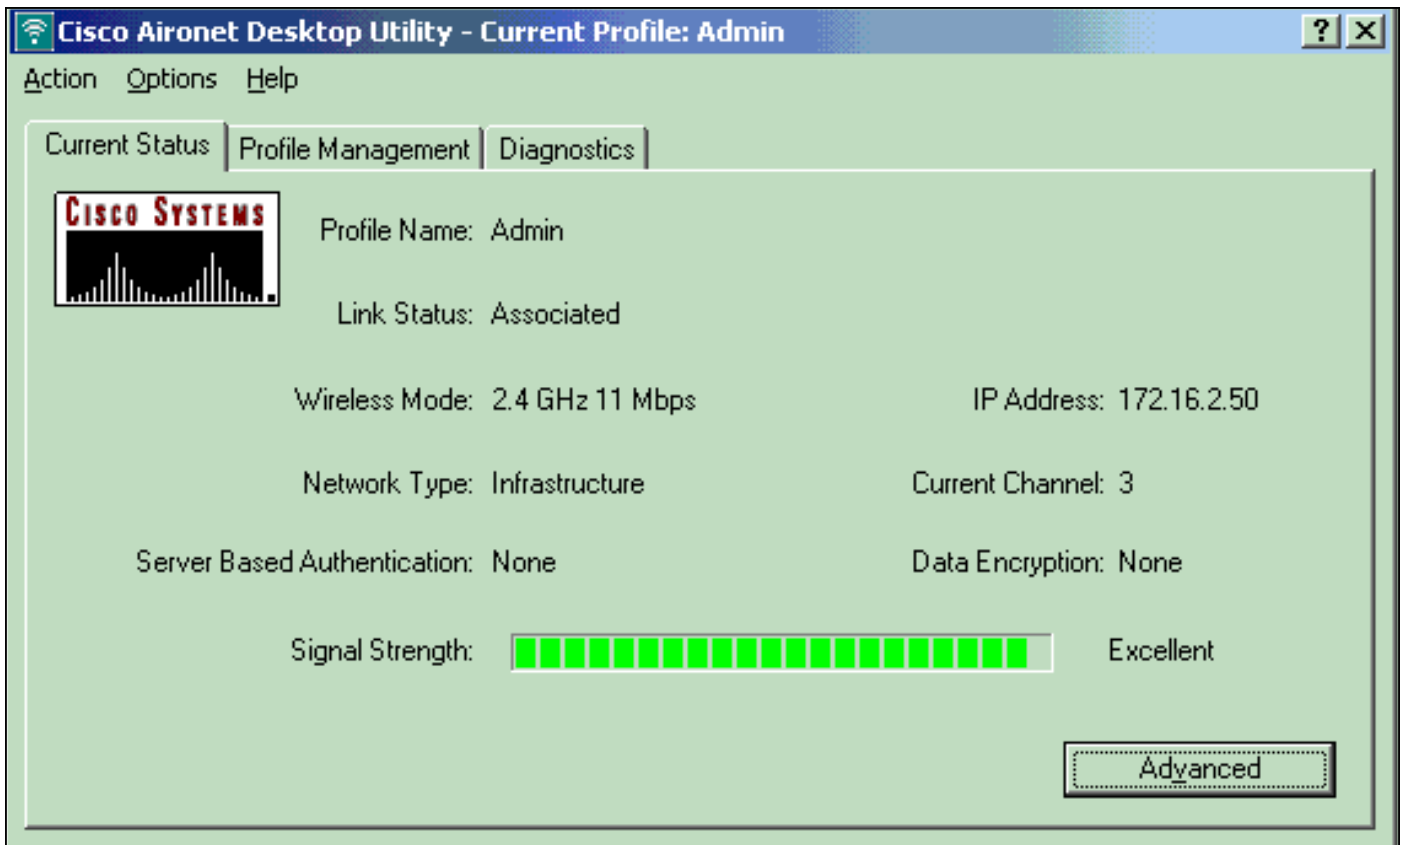 Cisco Aironet Desktop Utility - Current Profile: Admin
Action Options Help
Current Status Profile Management Diagnostics
CISCO SYSTEMS
Profile Name: Admin
Link Status: Associated
Wireless Mode: 2.4 GHz 11 Mbps IP Address: 172.16.2.50
Network Type: Infrastructure Current Channel: 3
Server Based Authentication: None Data Encryption: None
Signal Strength: Excellent
Advanced